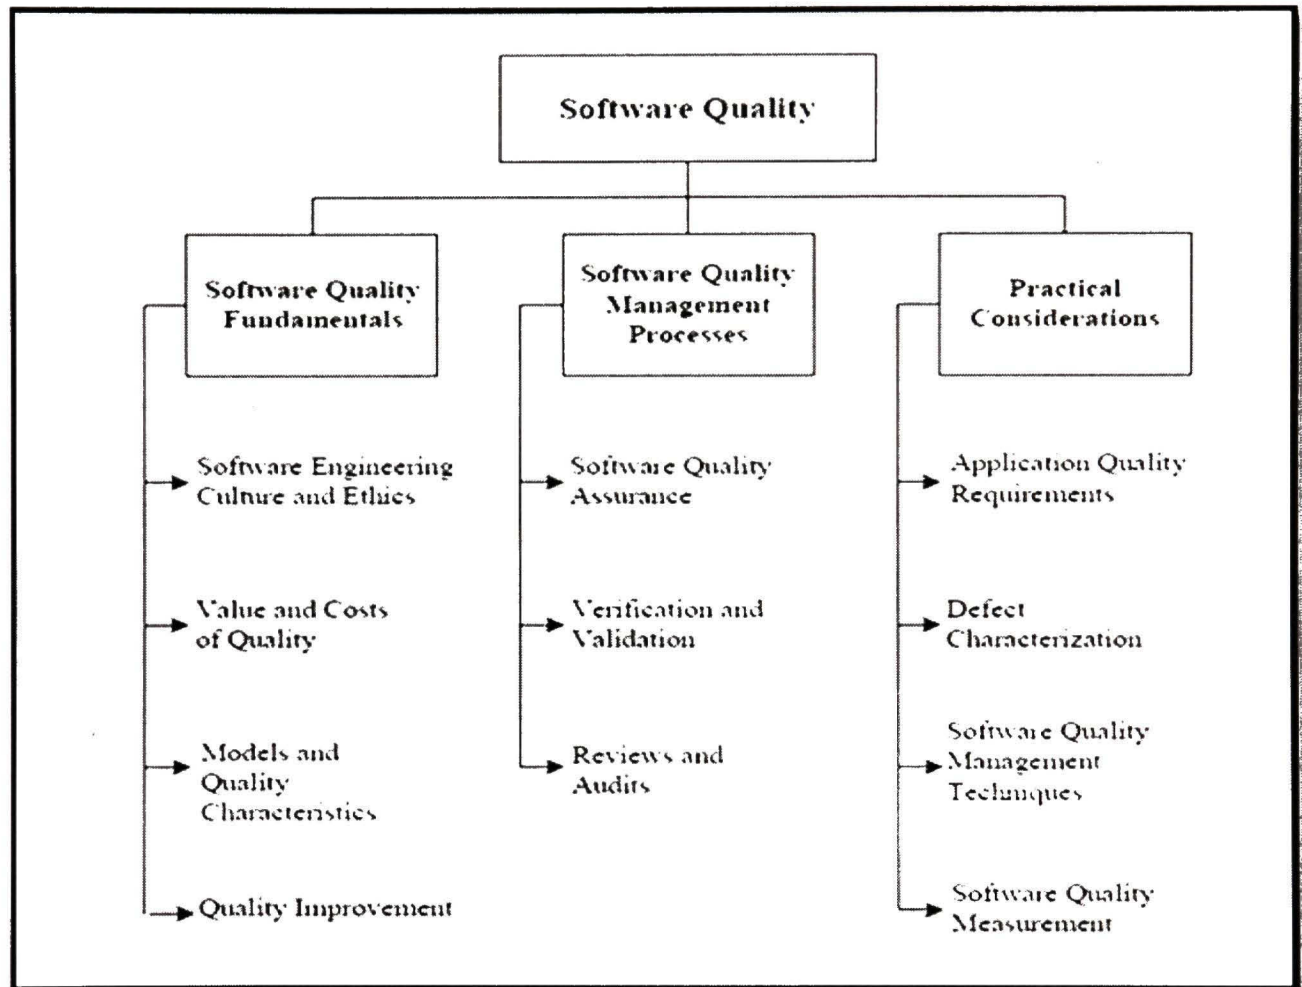 Software Quality
Software Quality
Fundamentals
Software Engineering
Culture and Ethics
Value and Costs
of Quality
Models and
Quality
Characteristics
Quality Improvement
Software Quality
Management
Processes
Software Quality
Assurance
Verification and
Validation
Reviews and
Audits
Practical
Considerations
Application Quality
Requirements
Defect
Characterization
Software Quality
Management
Techniques
Software Quality
Measurement